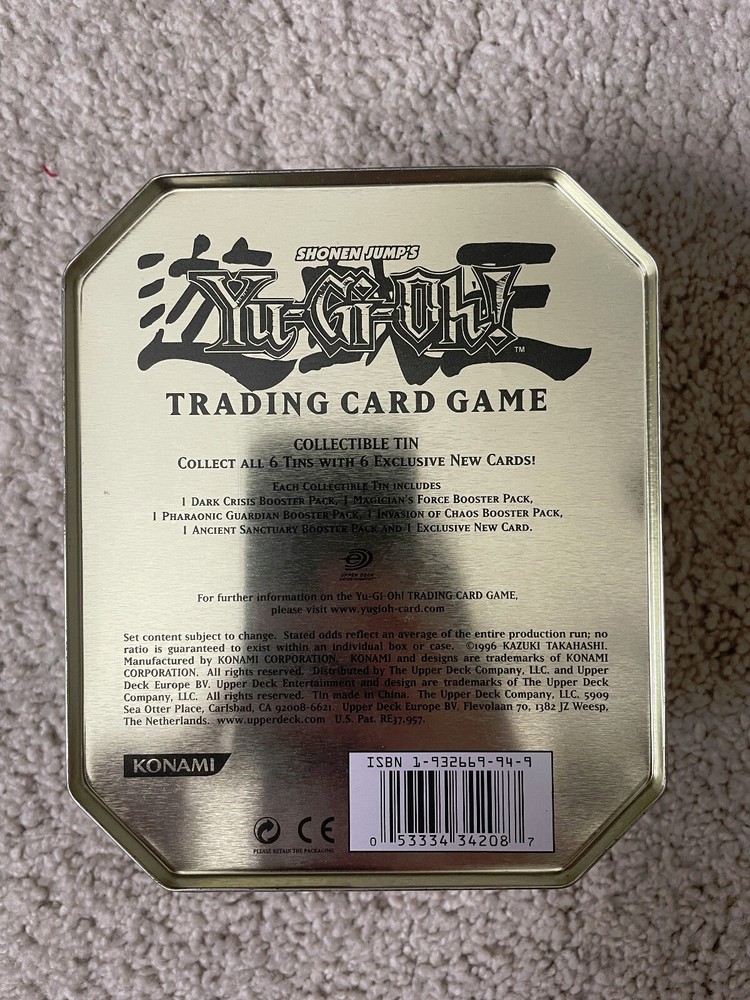 遊戯王
SHONEN JUMP'S
Yu-Gi-Oh!
TM
TRADING CARD GAME
COLLECTIBLE TIN
COLLECT ALL 6 TINS WITH 6 EXCLUSIVE NEW CARDS!
EACH COLLECTIBLE TIN INCLUDES
1 DARK CRISIS BOOSTER PACK, 1 MAGICIAN'S FORCE BOOSTER PACK,
1 PHARAONIC GUARDIAN BOOSTER PACK, 1 INVASION OF CHAOS BOOSTER PACK,
1 ANCIENT SANCTUARY BOOSTER PACK AND 1 EXCLUSIVE NEW CARD.
UPPER DECK
ENTERTAINMENT
For further information on the Yu-Gi-Oh! TRADING CARD GAME,
please visit www.yugioh-card.com
Set content subject to change. Stated odds reflect an average of the entire production run; no
ratio is guaranteed to exist within an individual box or case. ©1996 KAZUKI TAKAHASHI.
Manufactured by KONAMI CORPORATION. KONAMI and designs are trademarks of KONAMI
CORPORATION. All rights reserved. Distributed by The Upper Deck Company, LLC. and Upper
Deck Europe BV. Upper Deck Entertainment and design are trademarks of The Upper Deck
Company, LLC. All rights reserved. Tin made in China. The Upper Deck Company, LLC. 5909
Sea Otter Place, Carlsbad, CA 92008-6621. Upper Deck Europe BV, Flevolaan 70, 1382 JZ Weesp,
The Netherlands. www.upperdeck.com U.S. Pat. RE37,957.
KONAMI
PLEASE RETAIN THE PACKAGING
CE
ISBN 1-932669-94-9
0 53334 34208 7